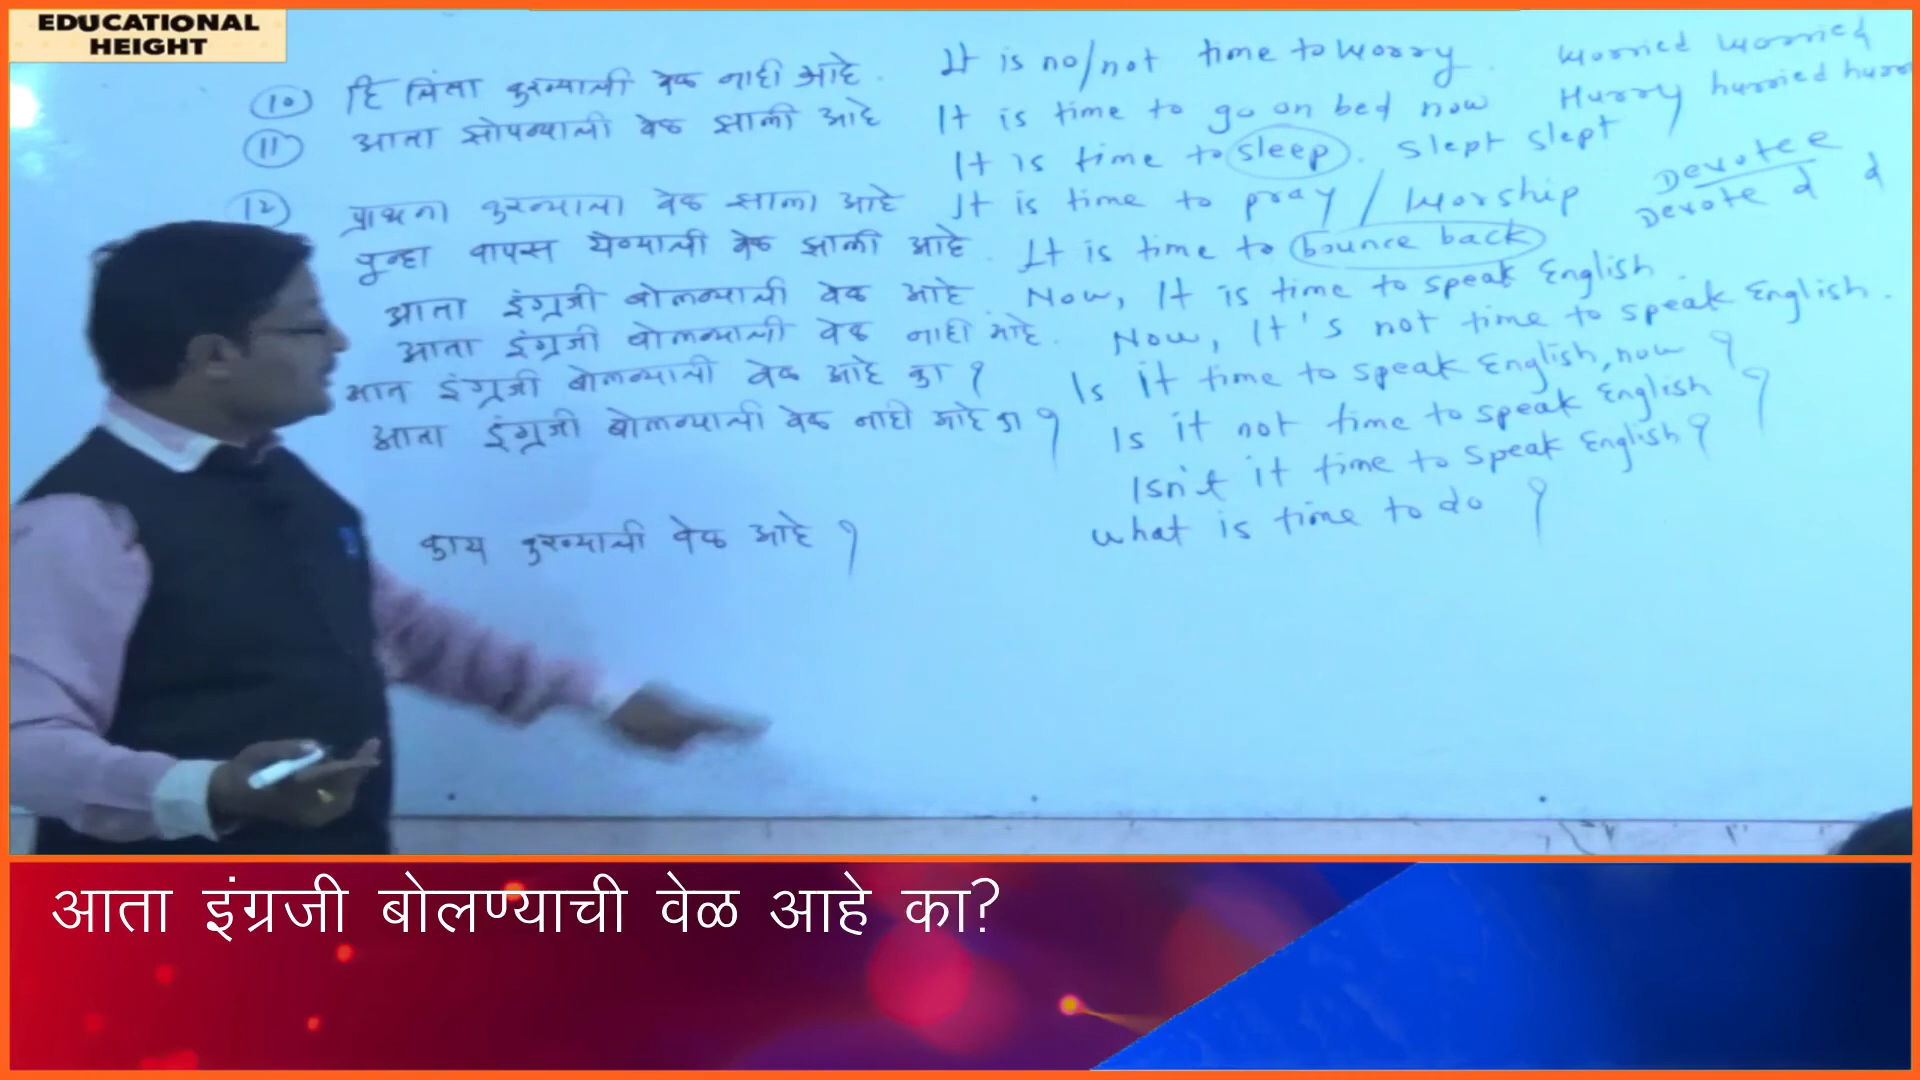 EDUCATIONAL
HEIGHT
(10) हि चिंता करण्याची वेळ नाही आहे. It is no/not time to worry. worried worried
(11) आता झोपण्याची वेळ झाली आहे It is time to go on bed now Hurry hurried
It is time to sleep. slept slept
(12) प्रार्थना करण्याची वेळ झाली आहे It is time to pray / worship Devotee
Devote d d
पुन्हा वापस येण्याची वेळ झाली आहे. It is time to bounce back
आता इंग्रजी बोलण्याची वेळ आहे. Now, It is time to speak English.
आता इंग्रजी बोलण्याची वेळ नाही आहे. Now, It's not time to speak English.
आत इंग्रजी बोलण्याची वेळ आहे का? Is it time to speak English, now?
आता इंग्रजी बोलण्याची वेळ नाही आहे का? Is it not time to speak English?
Isn't it time to speak English?
काय करण्याची वेळ आहे? what is time to do?
आता इंग्रजी बोलण्याची वेळ आहे का?